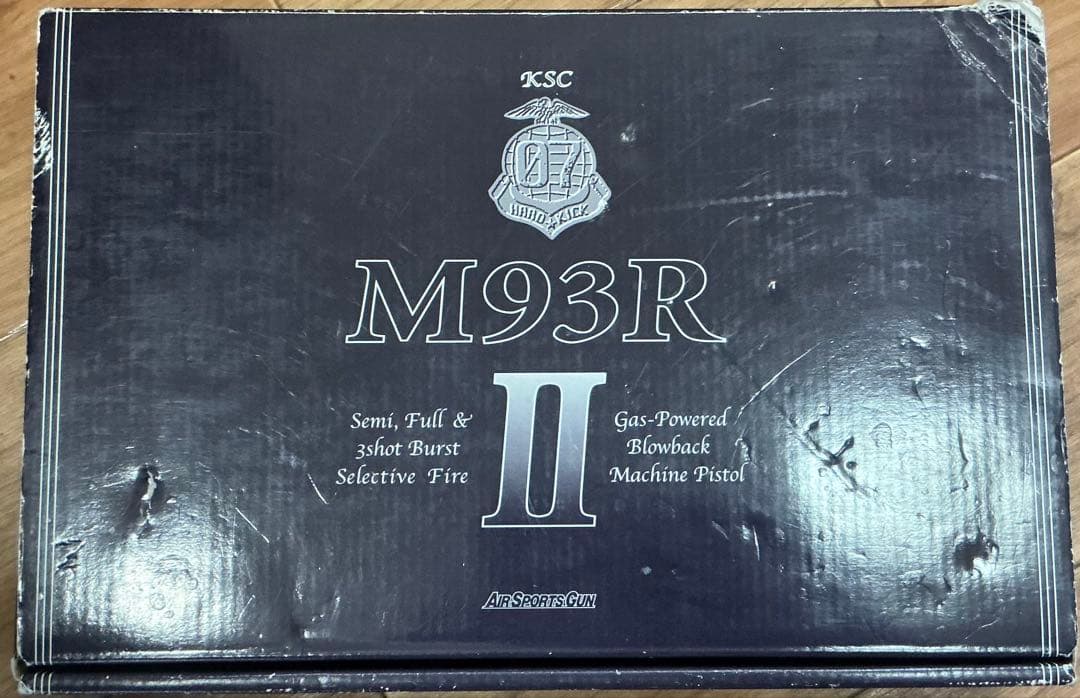 KSC
07
HARD KICK
M93R
II
Semi, Full &
3shot Burst
Selective Fire
Gas-Powered
Blowback
Machine Pistol
AIR SPORTS GUN